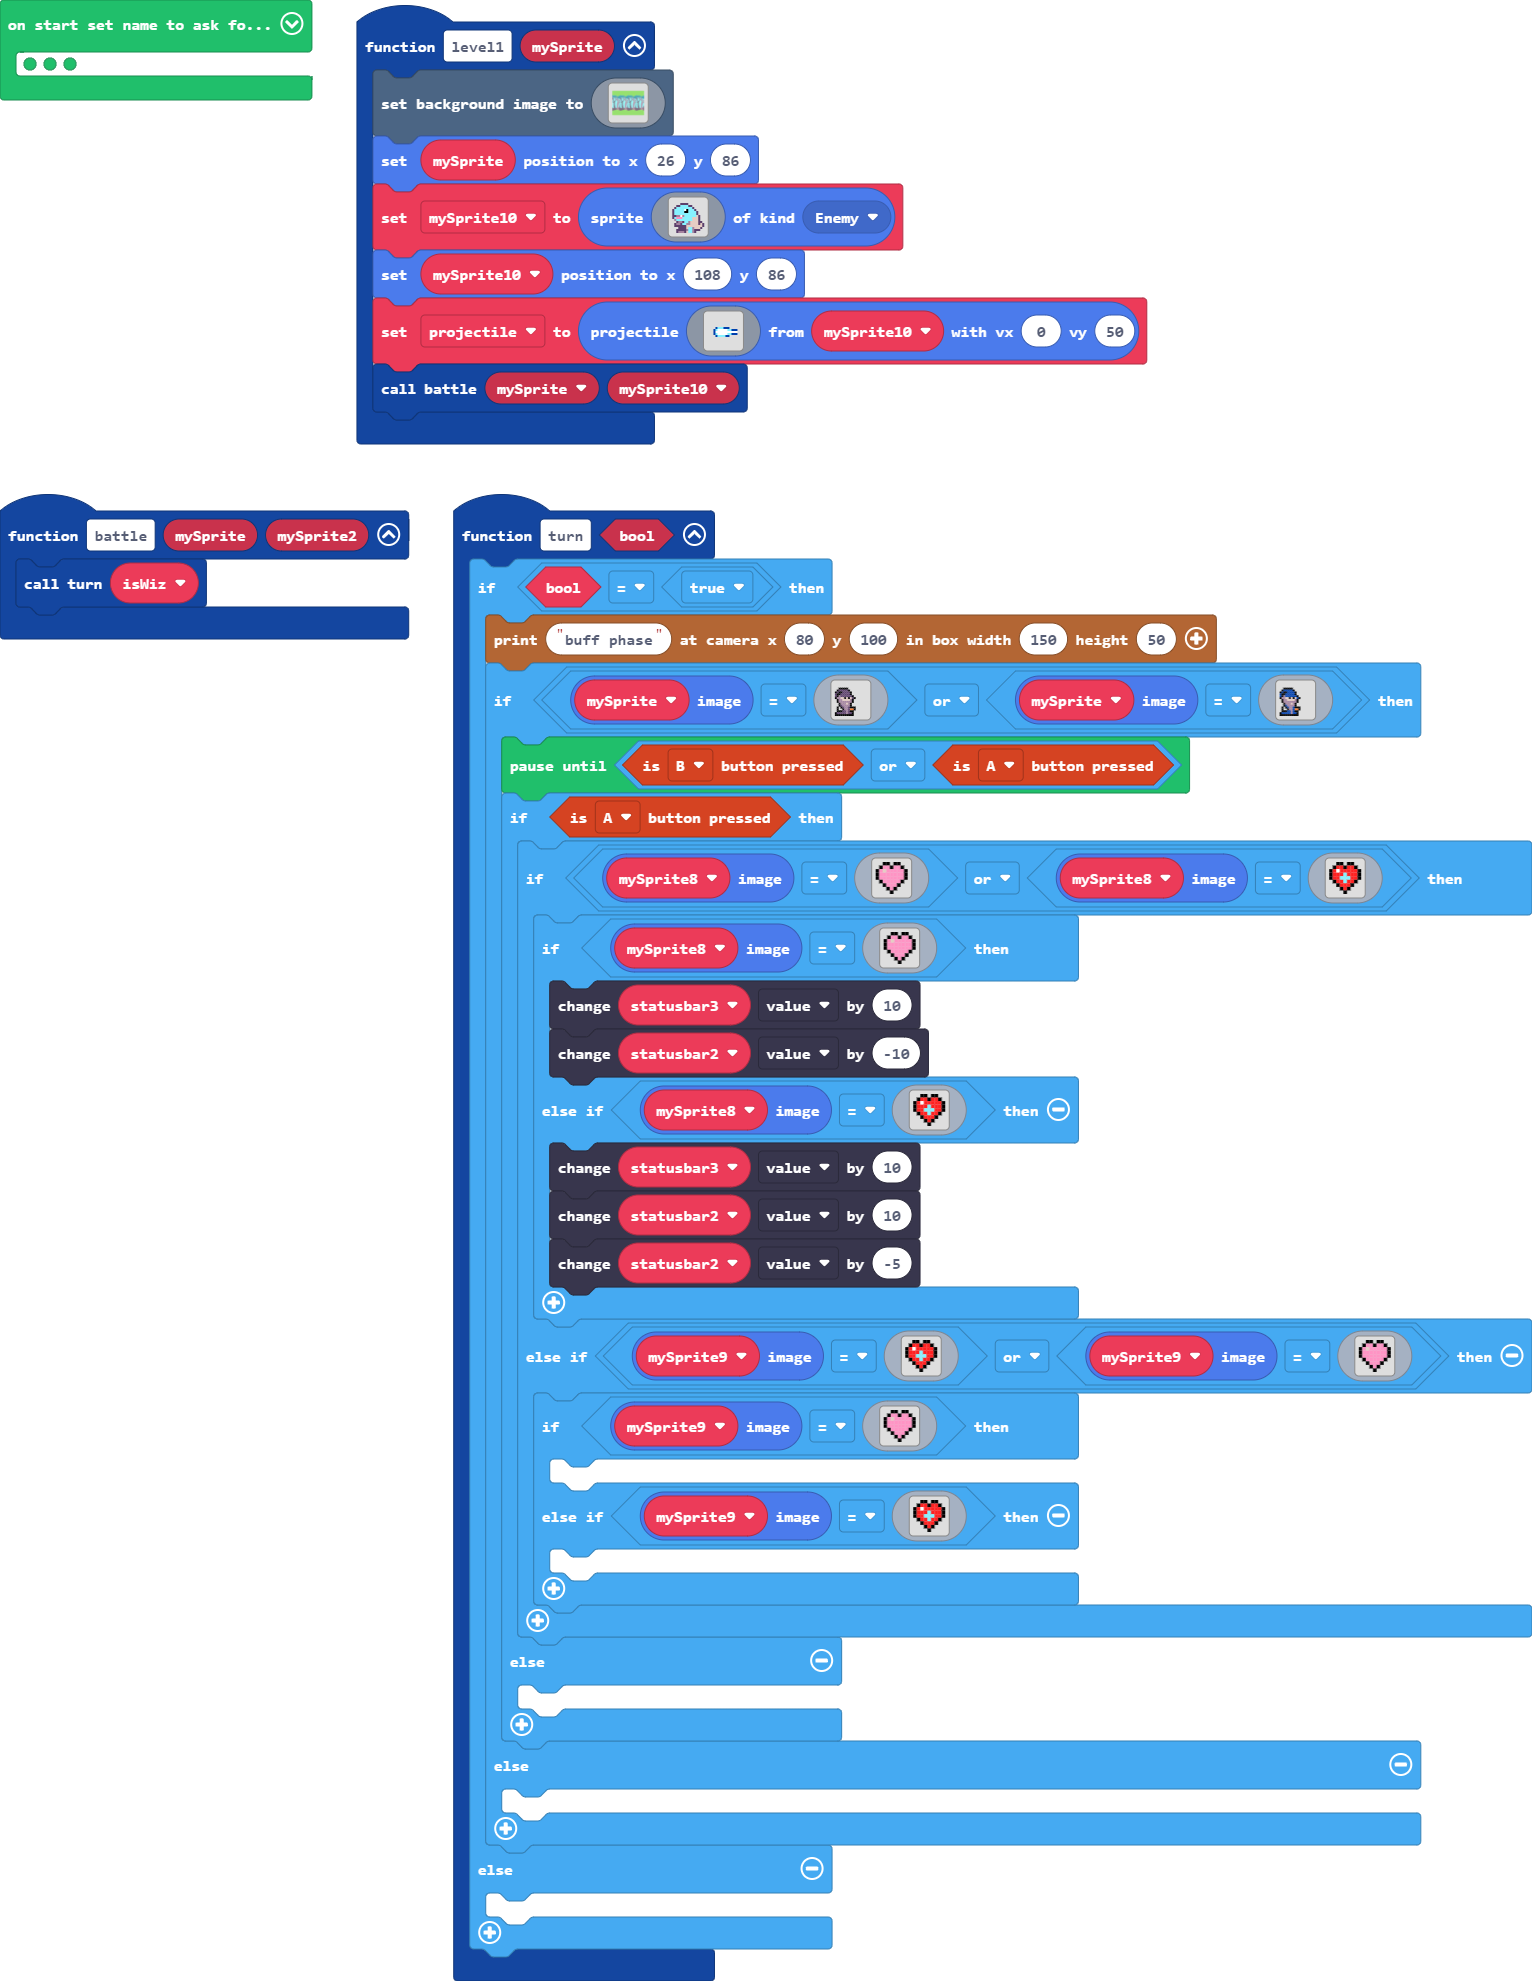 on start set name to ask fo...
function level1 mySprite
set background image to
set mySprite position to x 26 y 86
set mySprite10 to sprite of kind Enemy
set mySprite10 position to x 108 y 86
set projectile to projectile from mySprite10 with vx 0 vy 50
call battle mySprite mySprite10
function battle mySprite mySprite2
call turn isWiz
function turn bool
if bool = true then
print "buff phase" at camera x 80 y 100 in box width 150 height 50
if mySprite image = or mySprite image = then
pause until is B button pressed or is A button pressed
if is A button pressed then
if mySprite8 image = or mySprite8 image = then
if mySprite8 image = then
change statusbar3 value by 10
change statusbar2 value by -10
else if mySprite8 image = then
change statusbar3 value by 10
change statusbar2 value by 10
change statusbar2 value by -5
else if mySprite9 image = or mySprite9 image = then
if mySprite9 image = then
else if mySprite9 image = then
else
else
else